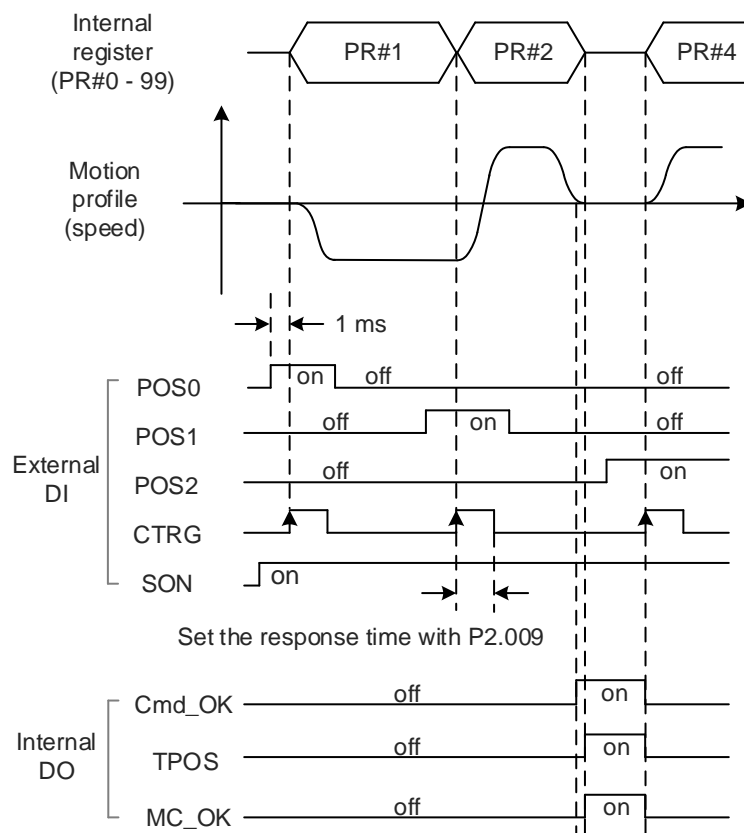 Internal
register
(PR#0 - 99)
PR#1
PR#2
PR#4
Motion
profile
(speed)
1 ms
External
DI
POS0
on
off
off
POS1
off
on
off
POS2
off
on
CTRG
SON
on
Set the response time with P2.009
Internal
DO
Cmd_OK
off
on
TPOS
off
on
MC_OK
off
on